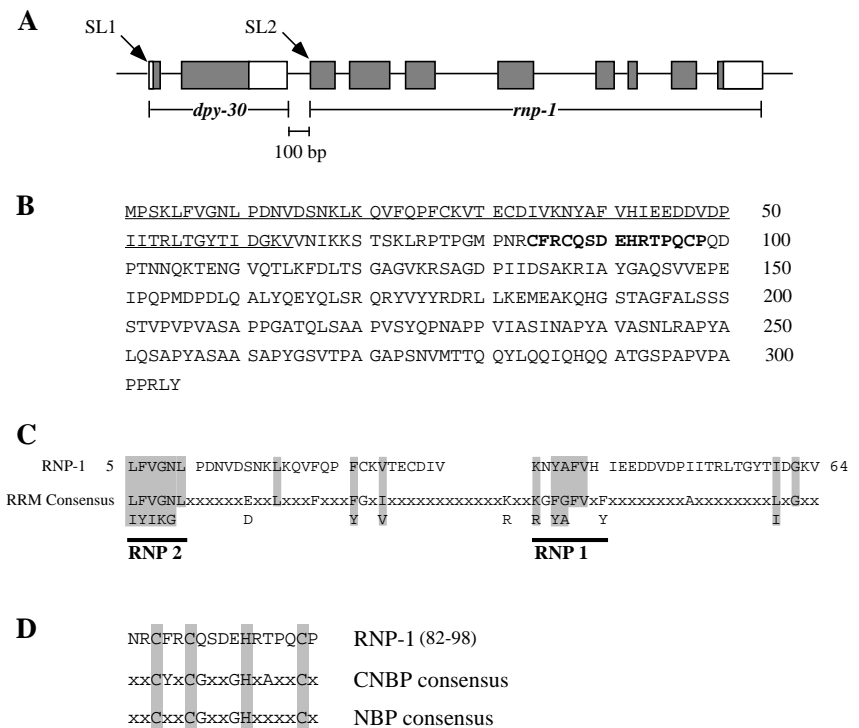 A
SL1
SL2
dpy-30
rnp-1
100 bp
B
MPSKLFVGNL PDNVDSNKLK QVFQPFCKVT ECDIVKNYAF VHIEEDDVDP 50
IITRLTGYTI DGKVVNIKKS TSKLRPTPGM PNRCFRCQSD EHRTPQCPQD 100
PTNNQKTENG VQTLKFDLTS GAGVKRSAGD PIIDSAKRIA YGAQSVVEPE 150
IPQPMDPDLQ ALYQEYQLSR QRYVYYRDRL LKEMEAKQHG STAGFALSSS 200
STVPVPVASA PPGATQLSAA PVSYQPNAPP VIASINAPYA VASNLRAPYA 250
LQSAPYASAA SAPYGSVTPA GAPSNVMTTQ QYLQQIQHQQ ATGSPAPVPA 300
PPRLY
C
RNP-1 5 LFVGNL PDNVDSNKLKQVFQP FCKVTECDIV KNYAFVH IEEDDVDPIITRLTGYTIDGKV 64
RRM Consensus LFVGNLxxxxxxExxLxxxFxxxFGxIxxxxxxxxxxxxKxxKGFGFVxFxxxxxxxxAxxxxxxxxLxGxx
IYIKG D Y V R R YA Y I
RNP 2 RNP 1
D
NRCFRCQSDEHRTPQCP RNP-1 (82-98)
xxCYxCGxxGHxAxxCx CNBP consensus
xxCxxCGxxGHxxxxCx NBP consensus